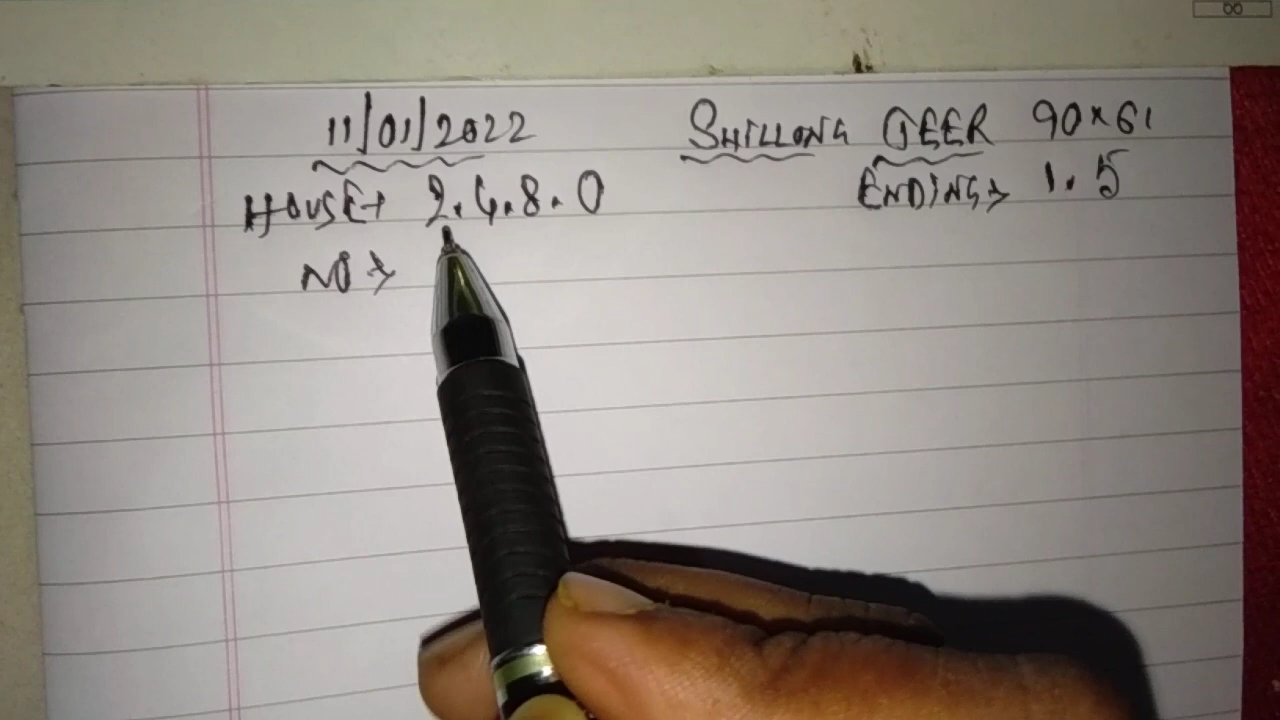 11/01/2022 SHILLONG TEER 90×61
HOUSE→ 2.4.8.0 ENDING→ 1.5
NO→